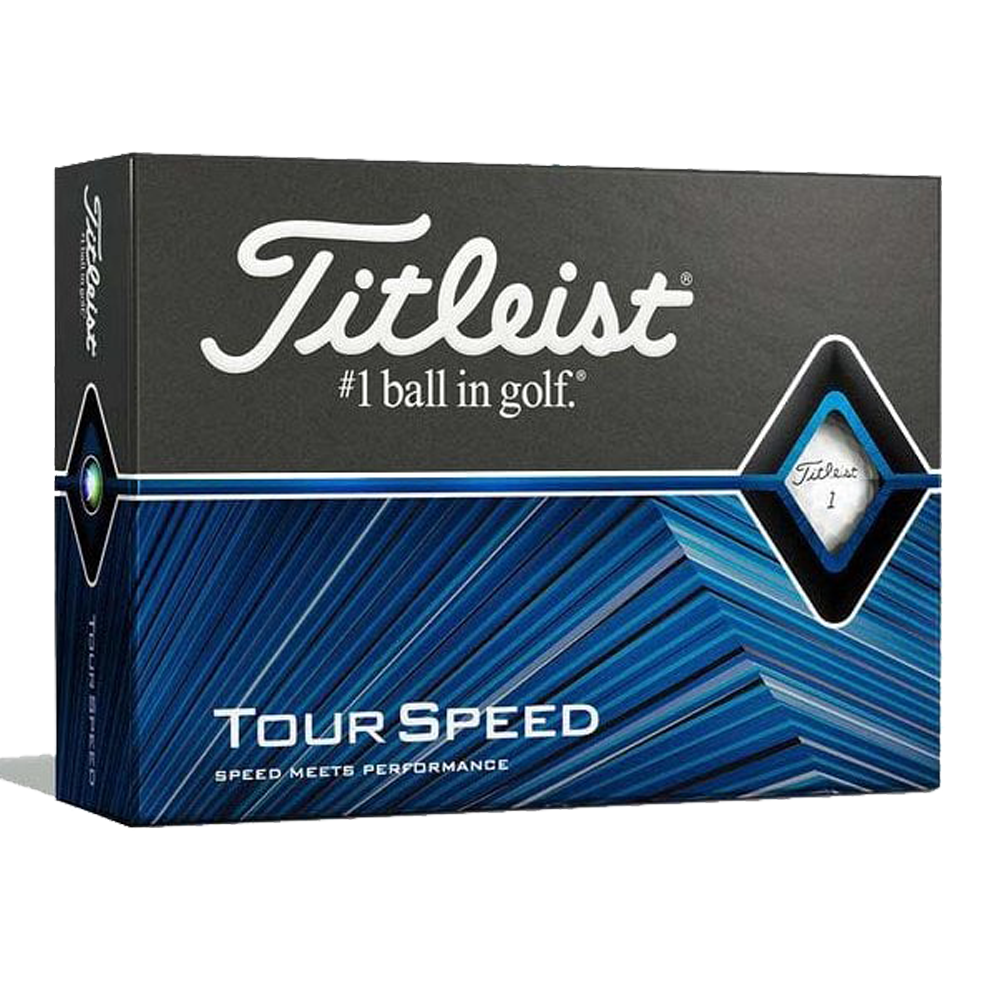 Titleist®
#1 ball in golf.®
Titleist
1
TOUR SPEED
SPEED MEETS PERFORMANCE
Titleist
#1 ball in golf.
TOUR SPEED